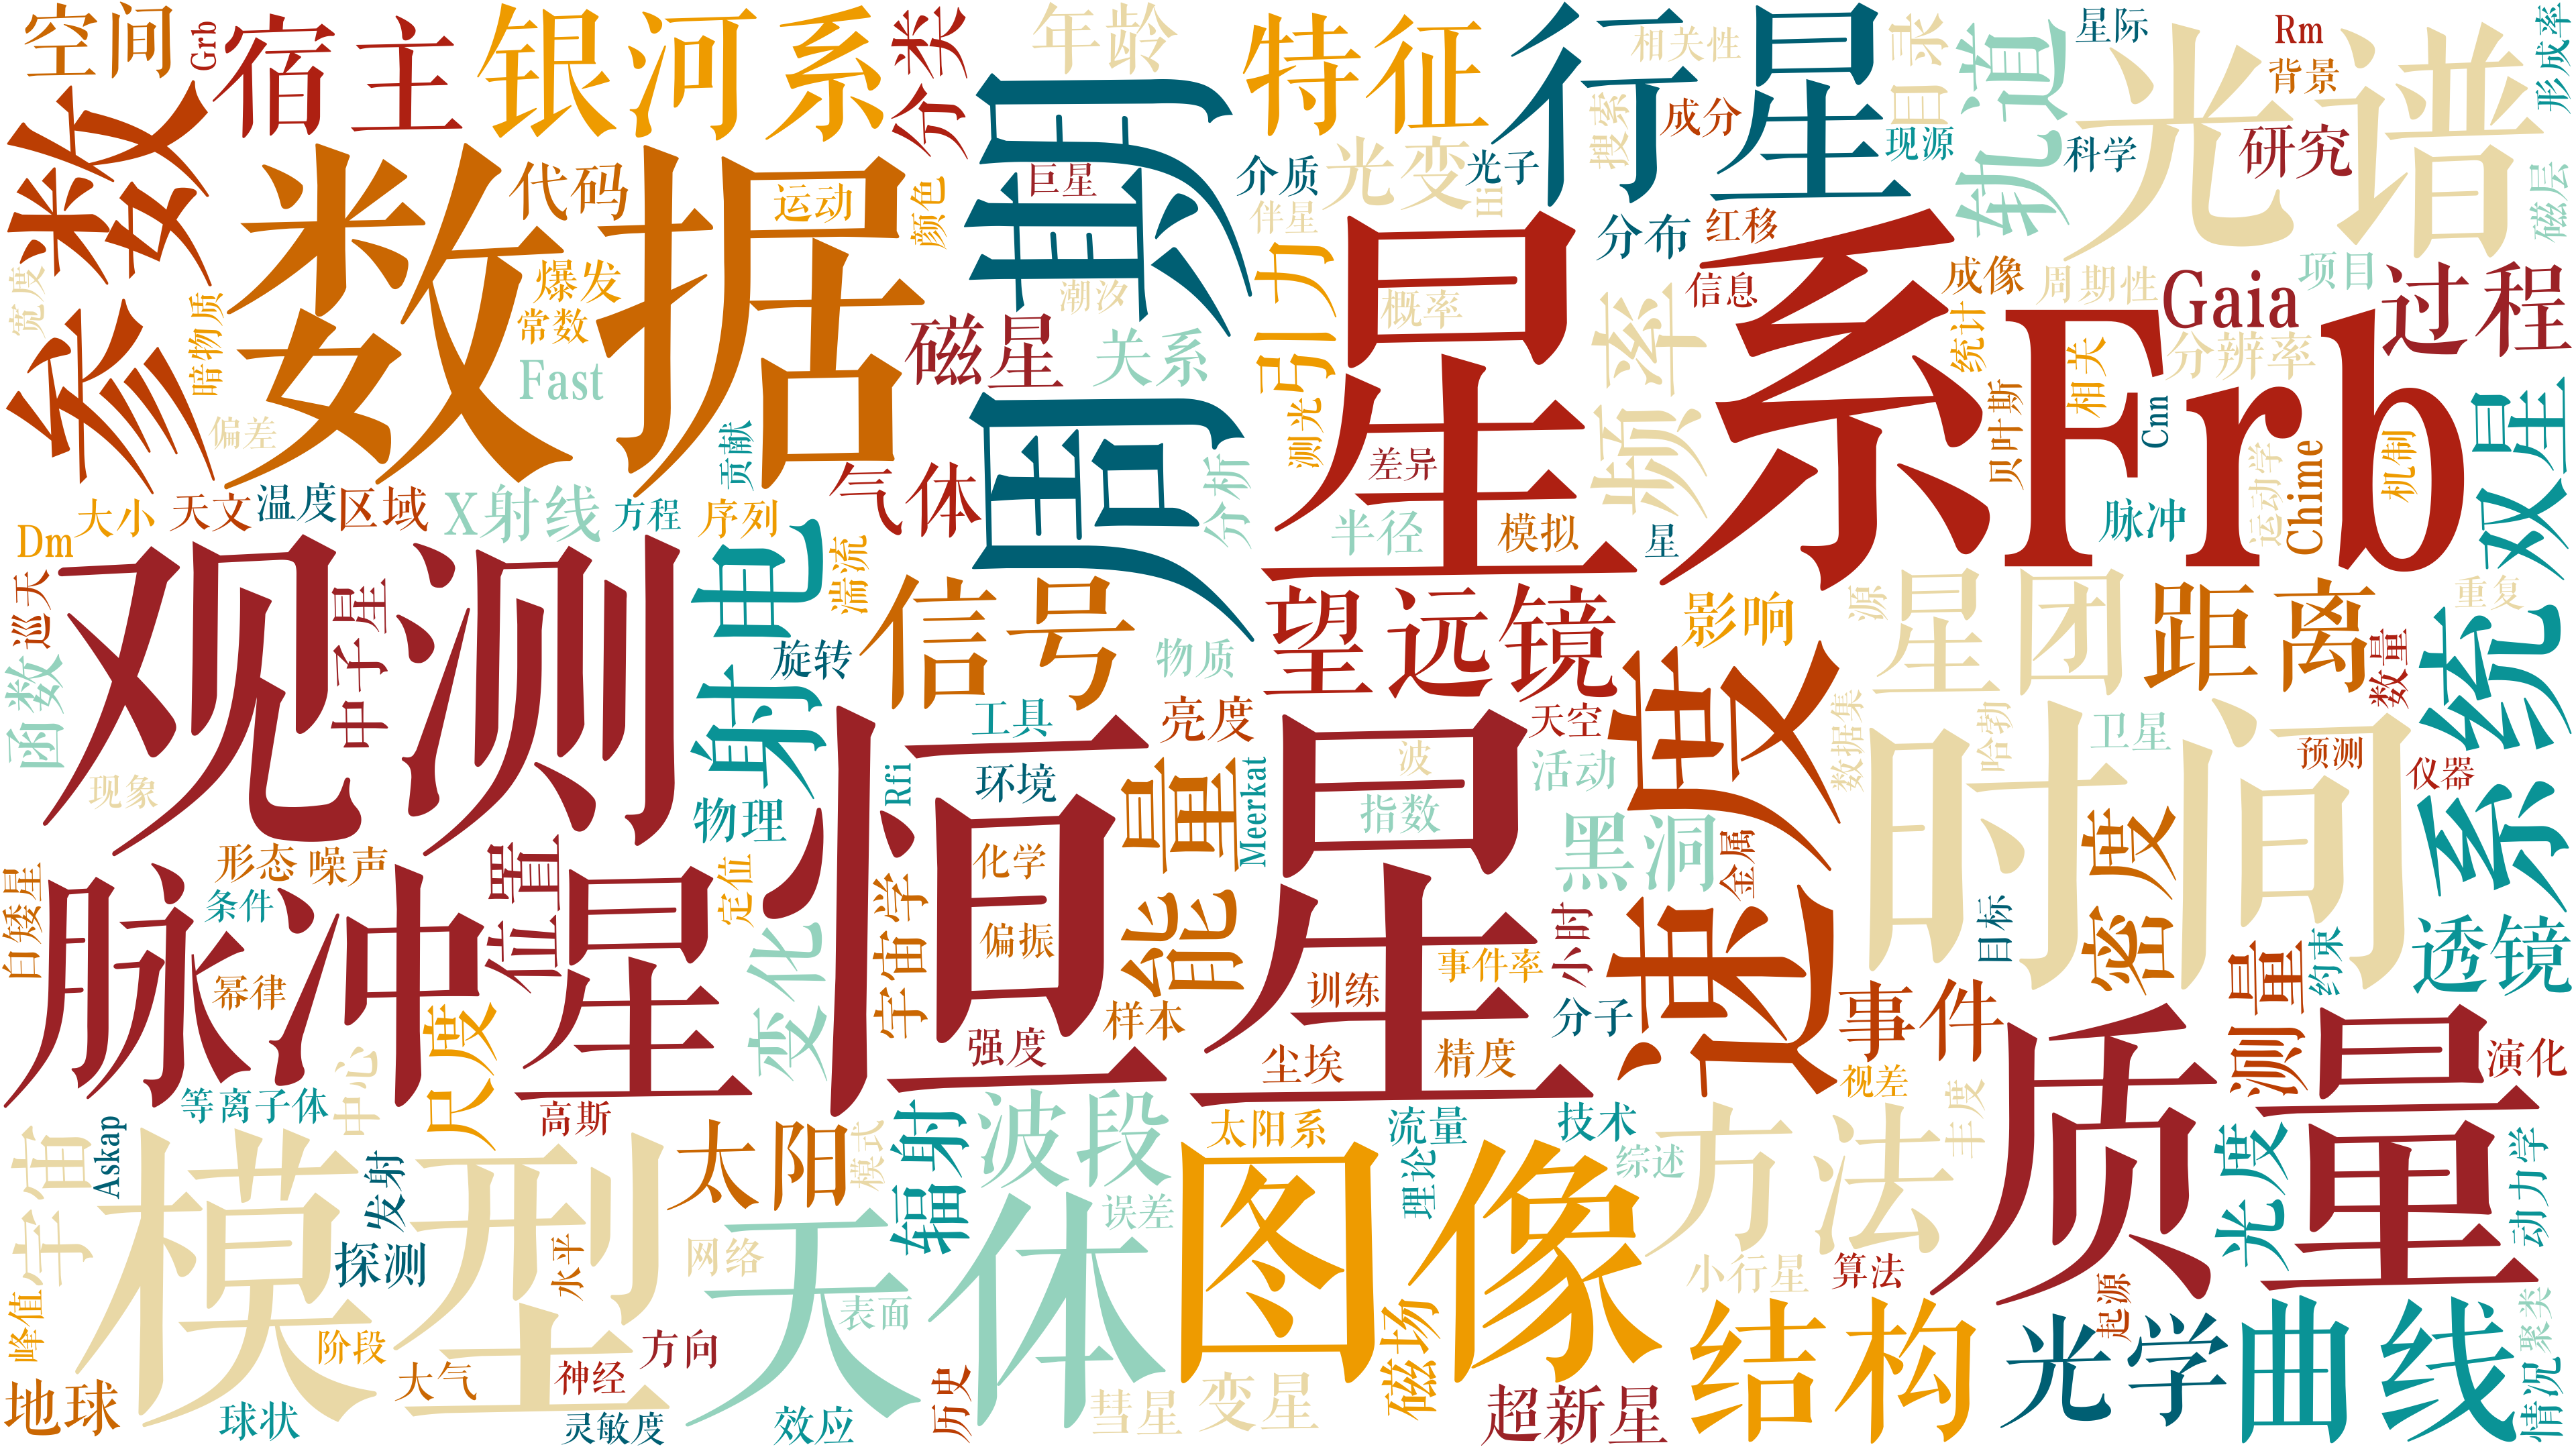 空间
Grb
宿主
银河系
分类
年龄
特征
行星
相关性
目录
星际
Rm
形成率
参数
数据
代码
运动
颜色
周期
巨星
介质
伴星
光变
光子
Hi
搜索
成分
现源
轨道
光谱
科学
背景
研究
磁层
宽度
暗物质
偏差
爆发
常数
Fast
贡献
磁星
潮汐
关系
引力
星系
概率
测光
差异
分布
红移
信息
频率
成像
周期性
统计
Gaia
项目
过程
分辨率
Frb
相关
Cnn
贝叶斯
运动学
Chime
机制
双星
Dm
大小
天文
温度
区域
X射线
方程
序列
气体
分析
半径
模拟
星
脉冲
巡天
观测
中子星
射电
湍流
信号
旋转
物质
望远镜
影响
源
星团
距离
重复
数量
系统
函数
现象
物理
恒星
工具
环境
Rfi
亮度
能量
Meerkat
天空
波
指数
活动
速度
黑洞
金属
数据集
哈勃
时间
卫星
预测
仪器
密度
白矮星
形态
噪声
条件
脉冲星
位置
幂律
定位
变化
宇宙学
化学
偏振
强度
样本
训练
事件率
小时
分子
尘埃
精度
事件
目标
视差
透镜
约束
测量
质量
演化
尺度
中心
等离子体
高斯
Askap
宇宙
模型
发射
探测
水平
太阳
模式
辐射
波段
天体
误差
太阳系
图像
流量
理论
技术
综述
方法
丰度
光度
动力学
峰值
阶段
地球
球状
大气
神经
方向
灵敏度
网络
表面
效应
历史
彗星
变星
磁场
超新星
小行星
算法
结构
起源
光学
曲线
聚类
情况